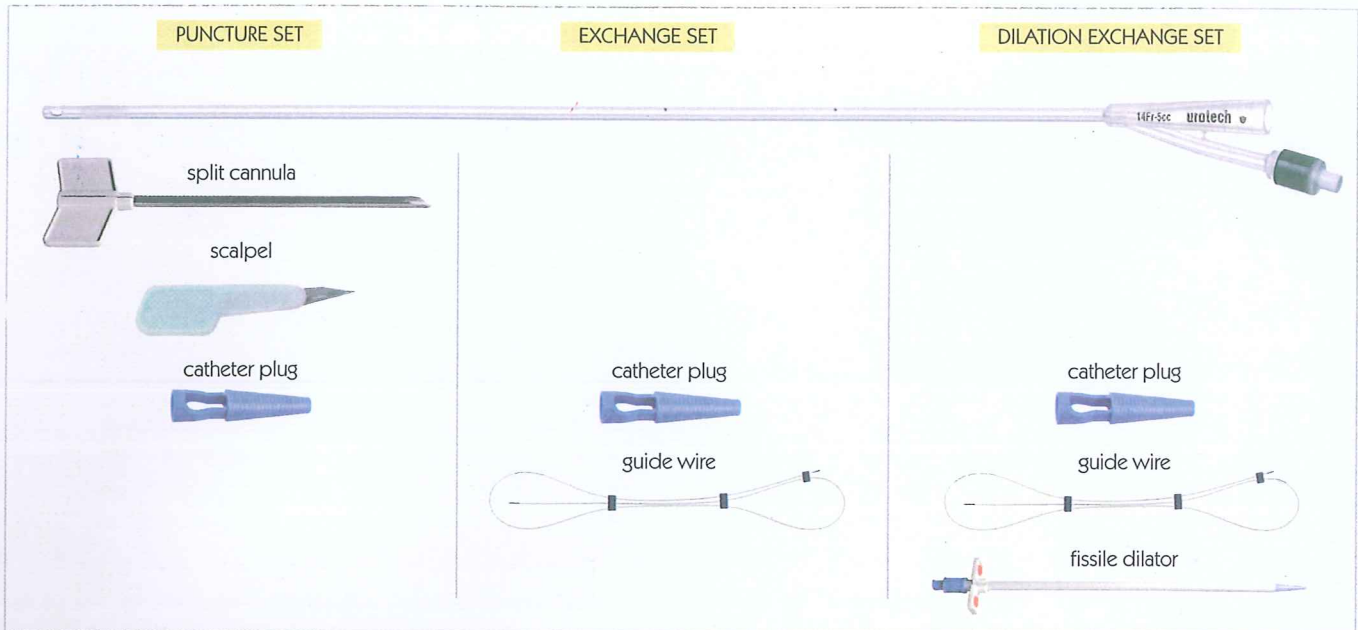 PUNCTURE SET
EXCHANGE SET
DILATION EXCHANGE SET
14Fr-5cc urotech
split cannula
scalpel
catheter plug
catheter plug
catheter plug
guide wire
guide wire
fissile dilator